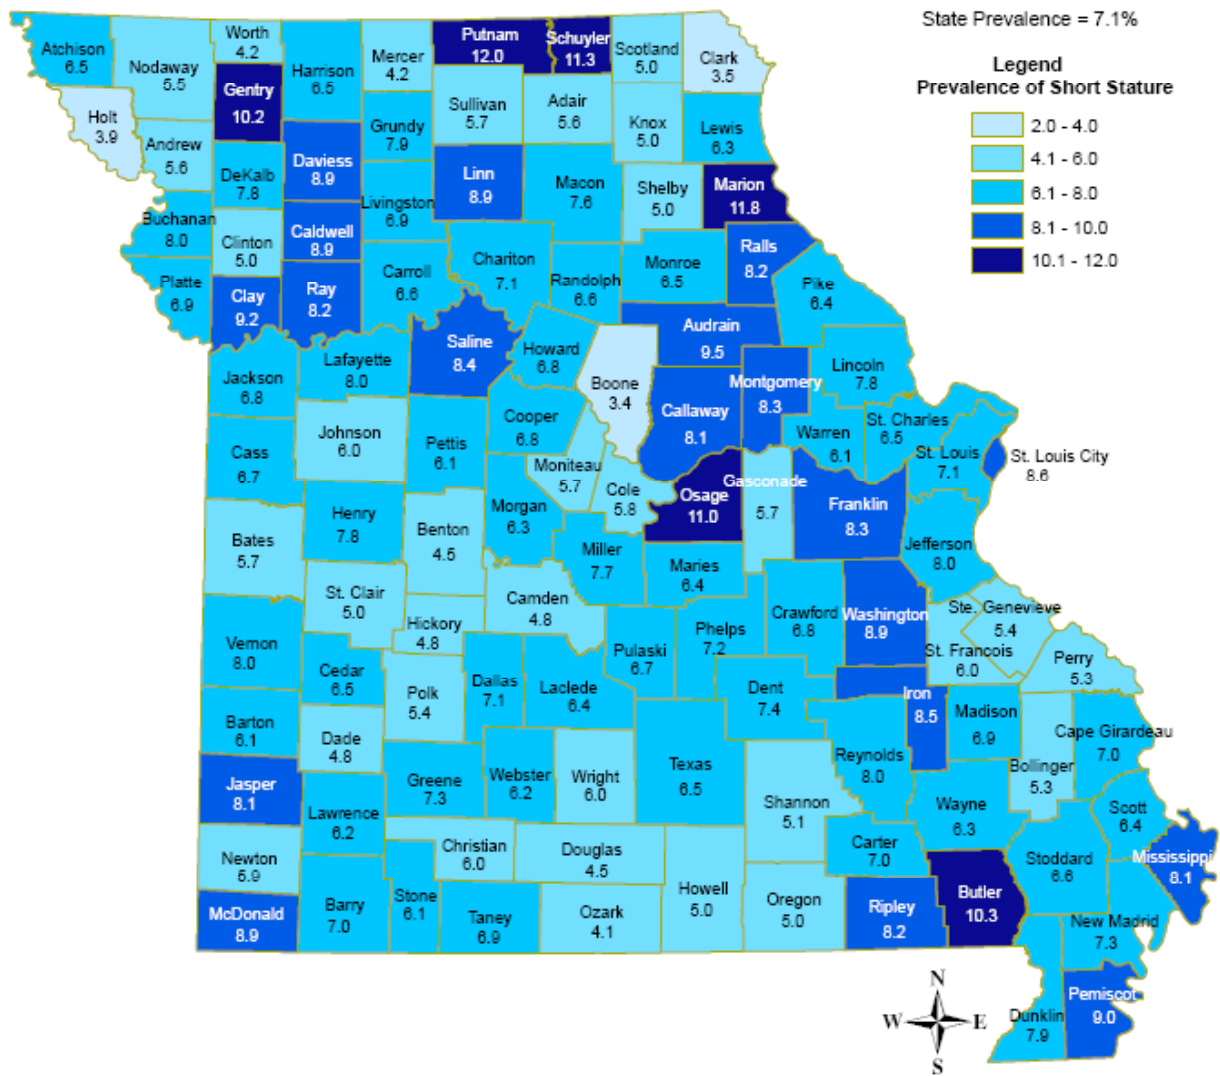 State Prevalence = 7.1%
Legend
Prevalence of Short Stature
2.0 - 4.0
4.1 - 6.0
6.1 - 8.0
8.1 - 10.0
10.1 - 12.0
Atchison
6.5
Nodaway
5.5
Worth
4.2
Gentry
10.2
Harrison
6.5
Mercer
4.2
Putnam
12.0
Schuyler
11.3
Scotland
5.0
Clark
3.5
Holt
3.9
Andrew
5.6
DeKalb
7.8
Daviess
8.9
Grundy
7.9
Sullivan
5.7
Adair
5.6
Knox
5.0
Lewis
6.3
Buchanan
8.0
Clinton
5.0
Caldwell
8.9
Livingston
6.9
Linn
8.9
Macon
7.6
Shelby
5.0
Marion
11.8
Platte
6.9
Clay
9.2
Ray
8.2
Carroll
6.6
Chariton
7.1
Randolph
6.6
Monroe
6.5
Ralls
8.2
Pike
6.4
Jackson
6.8
Lafayette
8.0
Saline
8.4
Howard
6.8
Boone
3.4
Audrain
9.5
Callaway
8.1
Montgomery
8.3
Lincoln
7.8
Warren
6.1
St. Charles
6.5
St. Louis
7.1
St. Louis City
8.6
Cass
6.7
Johnson
6.0
Pettis
6.1
Cooper
6.8
Moniteau
5.7
Cole
5.8
Osage
11.0
Gasconade
5.7
Franklin
8.3
Jefferson
8.0
Bates
5.7
Henry
7.8
Benton
4.5
Morgan
6.3
Miller
7.7
Maries
6.4
Crawford
6.8
Washington
8.9
Ste. Genevieve
5.4
St. Francois
6.0
Perry
5.3
Vernon
8.0
St. Clair
5.0
Hickory
4.8
Camden
4.8
Pulaski
6.7
Phelps
7.2
Dent
7.4
Iron
8.5
Madison
6.9
Cape Girardeau
7.0
Bollinger
5.3
Barton
6.1
Cedar
6.5
Polk
5.4
Dallas
7.1
Laclede
6.4
Texas
6.5
Reynolds
8.0
Wayne
6.3
Scott
6.4
Mississippi
8.1
Jasper
8.1
Dade
4.8
Greene
7.3
Webster
6.2
Wright
6.0
Shannon
5.1
Carter
7.0
Stoddard
6.6
Newton
5.9
Lawrence
6.2
Christian
6.0
Douglas
4.5
Howell
5.0
Oregon
5.0
Ripley
8.2
Butler
10.3
New Madrid
7.3
McDonald
8.9
Barry
7.0
Stone
6.1
Taney
6.9
Ozark
4.1
Dunklin
7.9
Pemiscot
9.0
N
W E
S